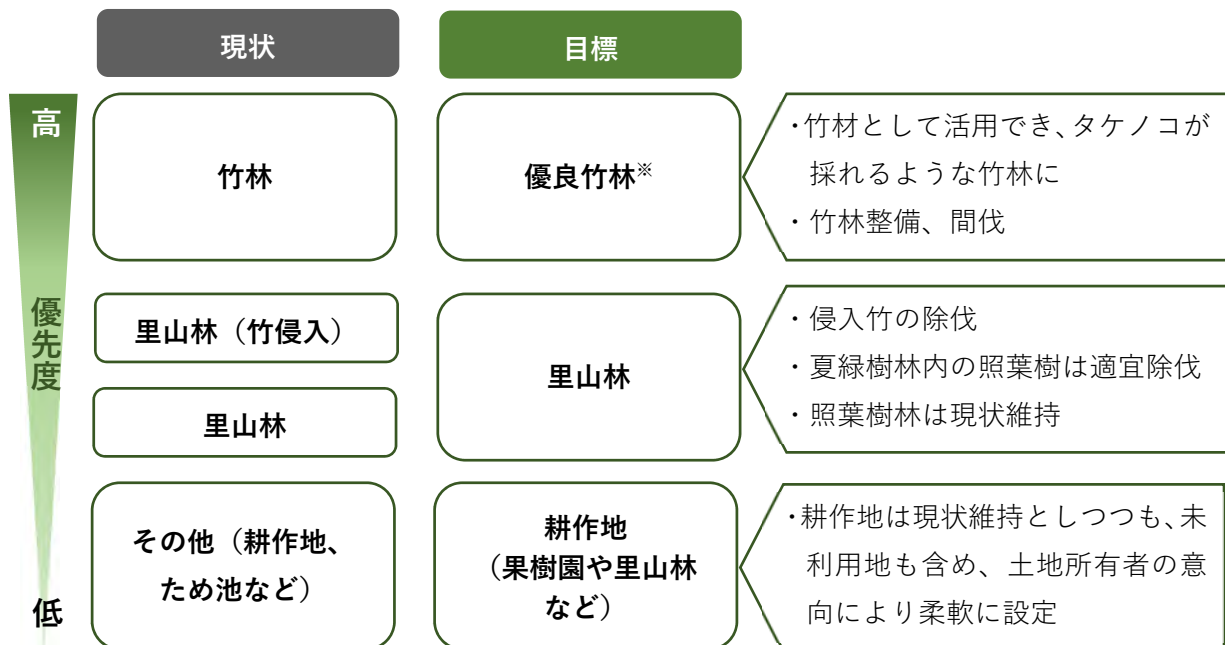 現状
目標
高
優先度
低
竹林
優良竹林※
・竹材として活用でき、タケノコが
採れるような竹林に
・竹林整備、間伐
里山林（竹侵入）
里山林
里山林
・侵入竹の除伐
・夏緑樹林内の照葉樹は適宜除伐
・照葉樹林は現状維持
その他（耕作地、
ため池など）
耕作地
（果樹園や里山林
など）
・耕作地は現状維持としつつも、未
利用地も含め、土地所有者の意
向により柔軟に設定